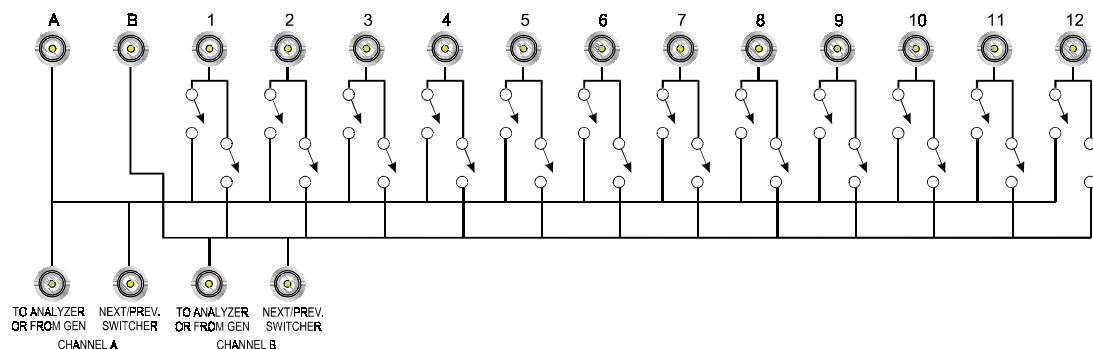 A B 1 2 3 4 5 6 7 8 9 10 11 12
TO ANALYZER NEXT/PREV. TO ANALYZER NEXT/PREV.
OR FROM GEN SWITCHER OR FROM GEN SWITCHER
CHANNEL A CHANNEL B